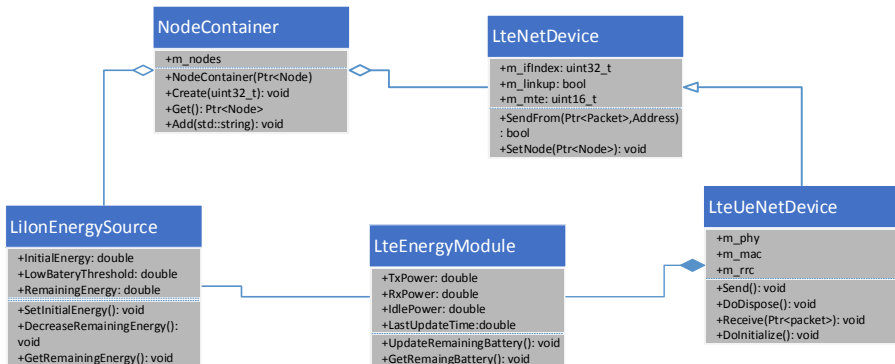 NodeContainer
+m_nodes
+NodeContainer(Ptr<Node)
+Create(uint32_t): void
+Get(): Ptr<Node>
+Add(std::string): void
LteNetDevice
+m_ifIndex: uint32_t
+m_linkup: bool
+m_mte: uint16_t
+SendFrom(Ptr<Packet>,Address)
: bool
+SetNode(Ptr<Node>): void
LiIonEnergySource
+InitialEnergy: double
+LowBateryThreshold: double
+RemainingEnergy: double
+SetInitialEnergy(): void
+DecreaseRemainingEnergy():
void
+GetRemainingEnergy(): void
LteEnergyModule
+TxPower: double
+RxPower: double
+IdlePower: double
+LastUpdateTime:double
+UpdateRemainingBattery(): void
+GetRemaingBattery(): void
LteUeNetDevice
+m_phy
+m_mac
+m_rrc
+Send(): void
+DoDispose(): void
+Receive(Ptr<packet>): void
+DoInitialize(): void